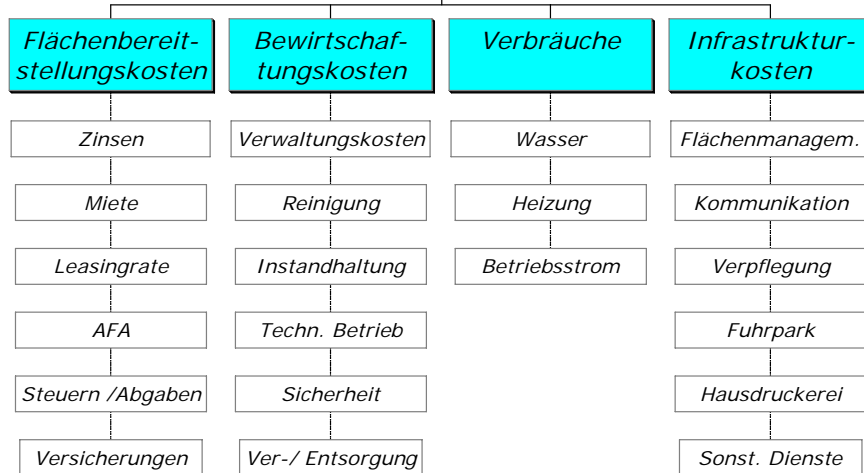 Flächenbereit-
stellungskosten
Zinsen
Miete
Leasingrate
AFA
Steuern /Abgaben
Versicherungen
Bewirtschaf-
tungskosten
Verwaltungskosten
Reinigung
Instandhaltung
Techn. Betrieb
Sicherheit
Ver-/ Entsorgung
Verbräuche
Wasser
Heizung
Betriebsstrom
Infrastruktur-
kosten
Flächenmanagem.
Kommunikation
Verpflegung
Fuhrpark
Hausdruckerei
Sonst. Dienste